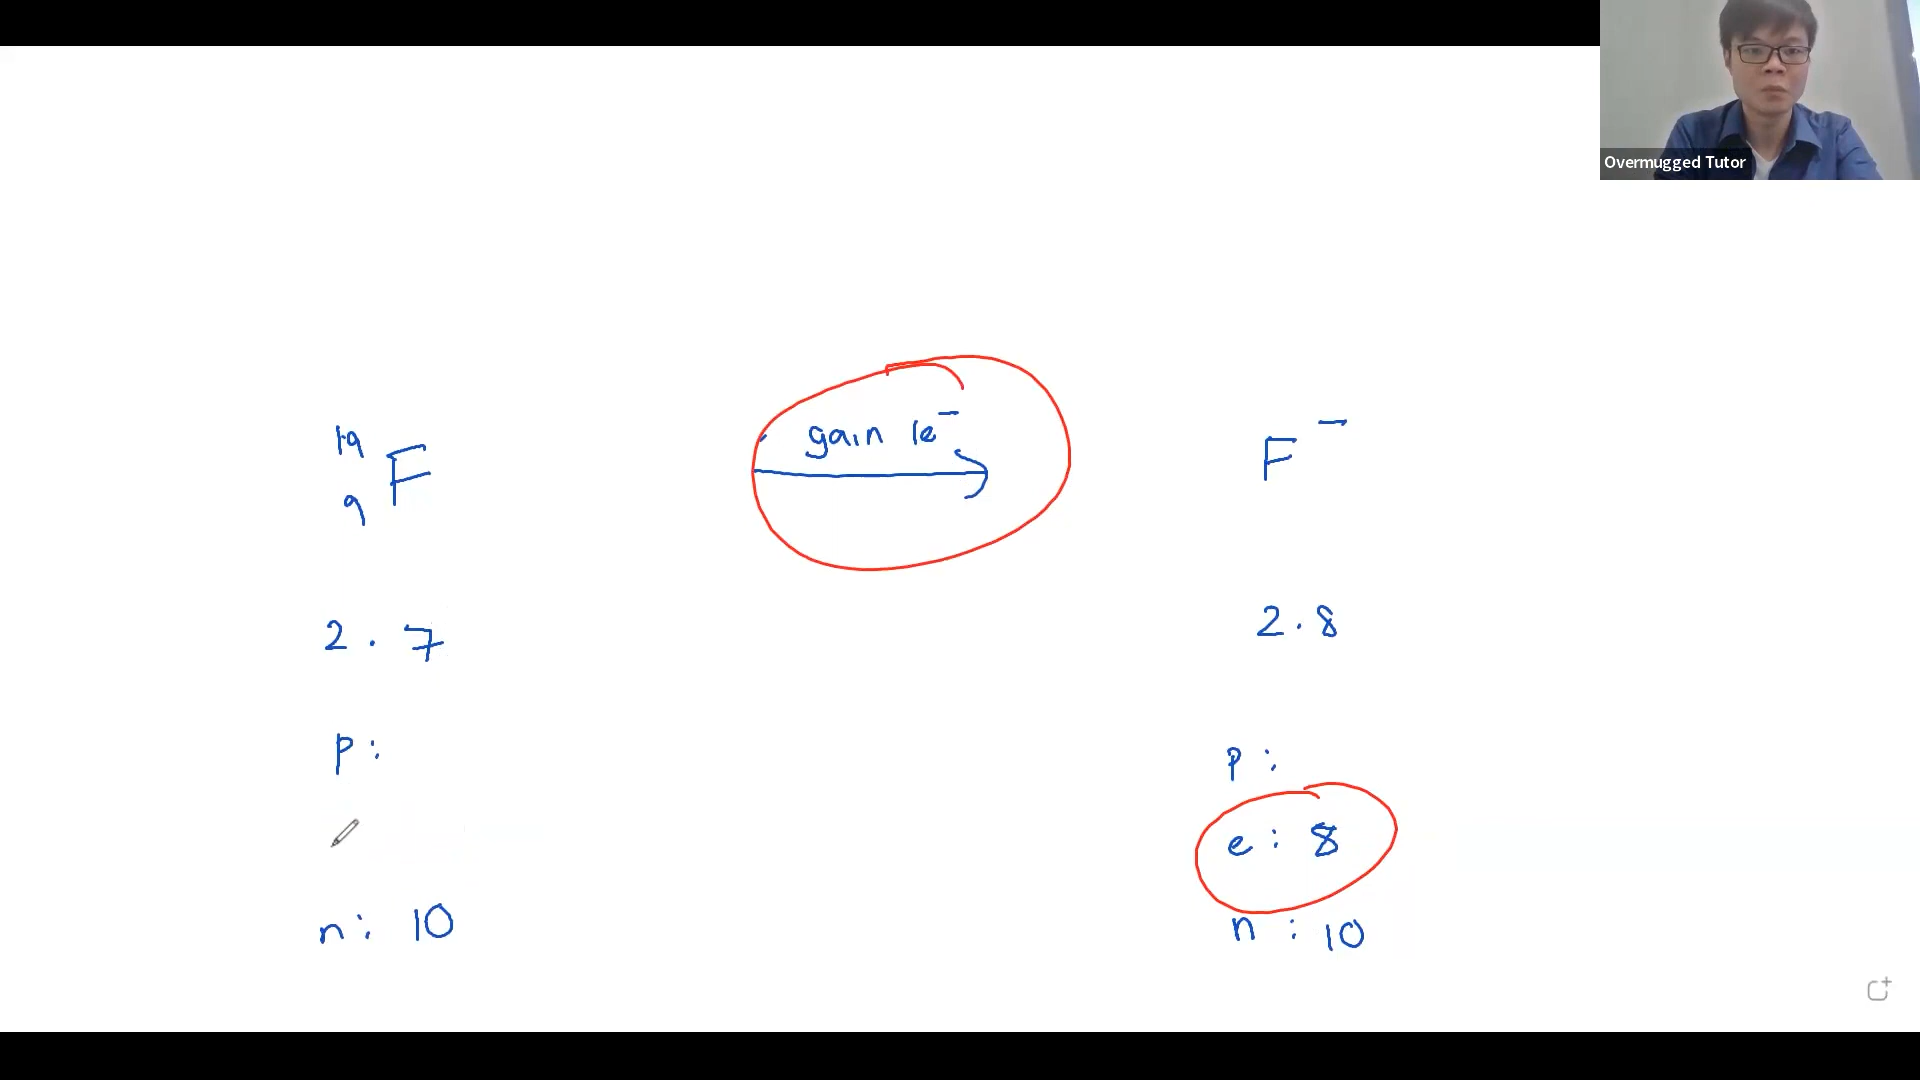 Overmugged Tutor
gain 1e⁻
19
9
F
F⁻
2.7
2.8
p:
p:
e: 8
n: 10
n: 10